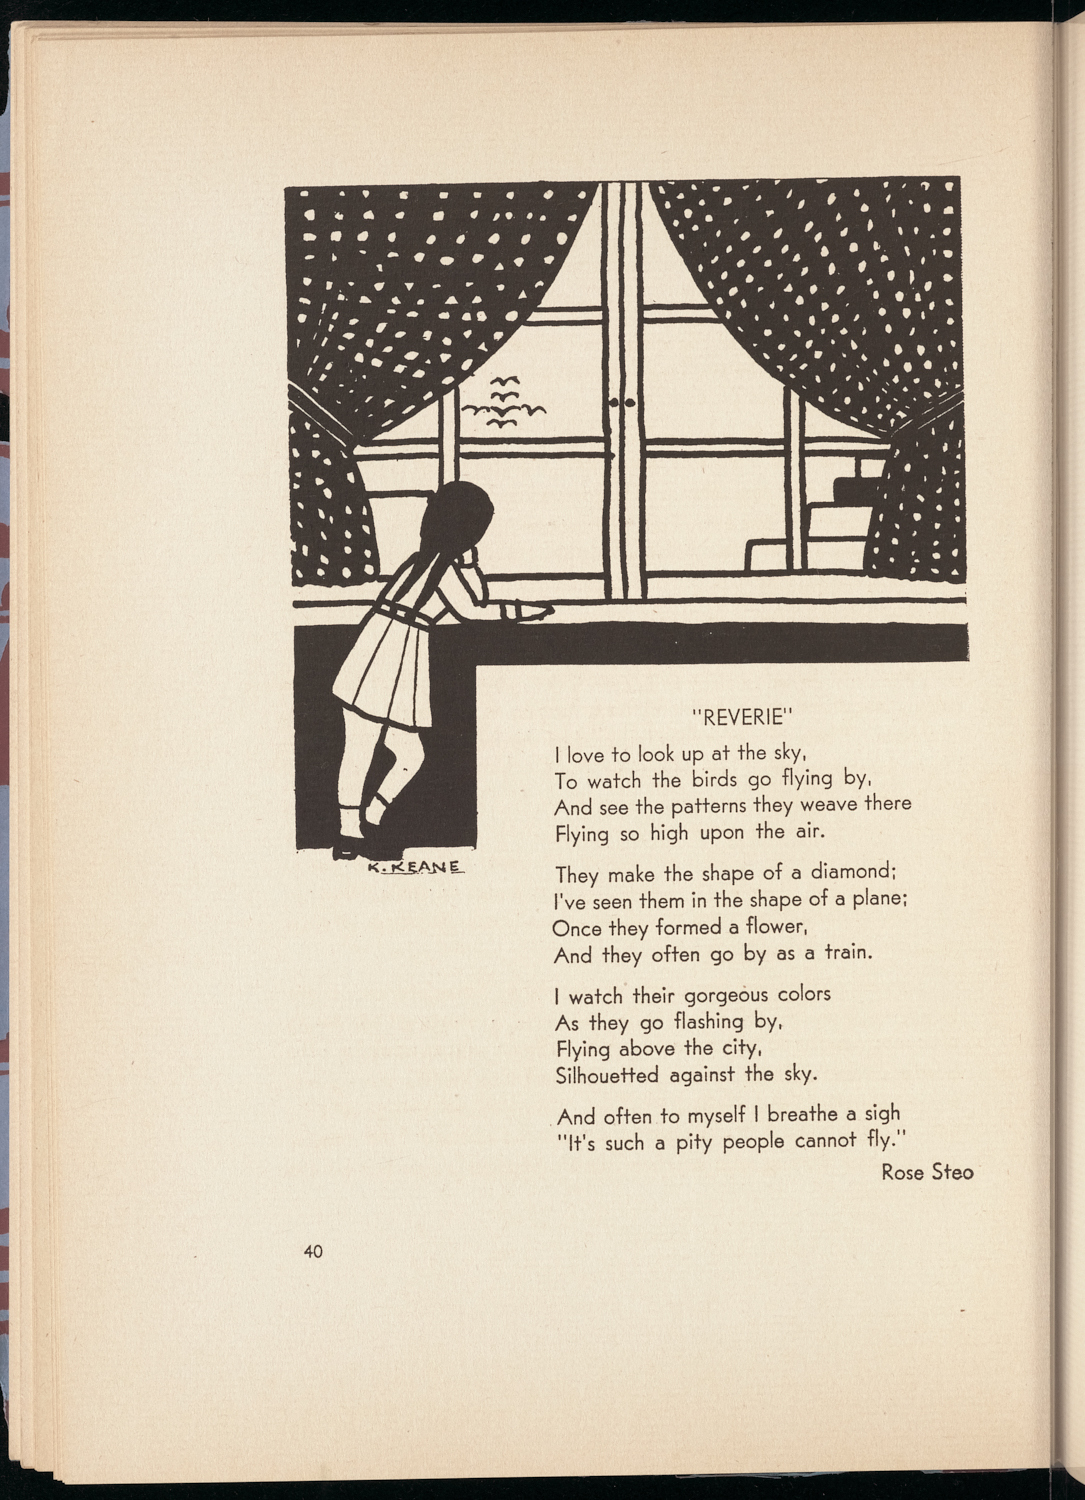 K. KEANE
"REVERIE"
I love to look up at the sky,
To watch the birds go flying by,
And see the patterns they weave there
Flying so high upon the air.
They make the shape of a diamond;
I've seen them in the shape of a plane;
Once they formed a flower,
And they often go by as a train.
I watch their gorgeous colors
As they go flashing by,
Flying above the city,
Silhouetted against the sky.
And often to myself I breathe a sigh
"It's such a pity people cannot fly."
Rose Steo
40